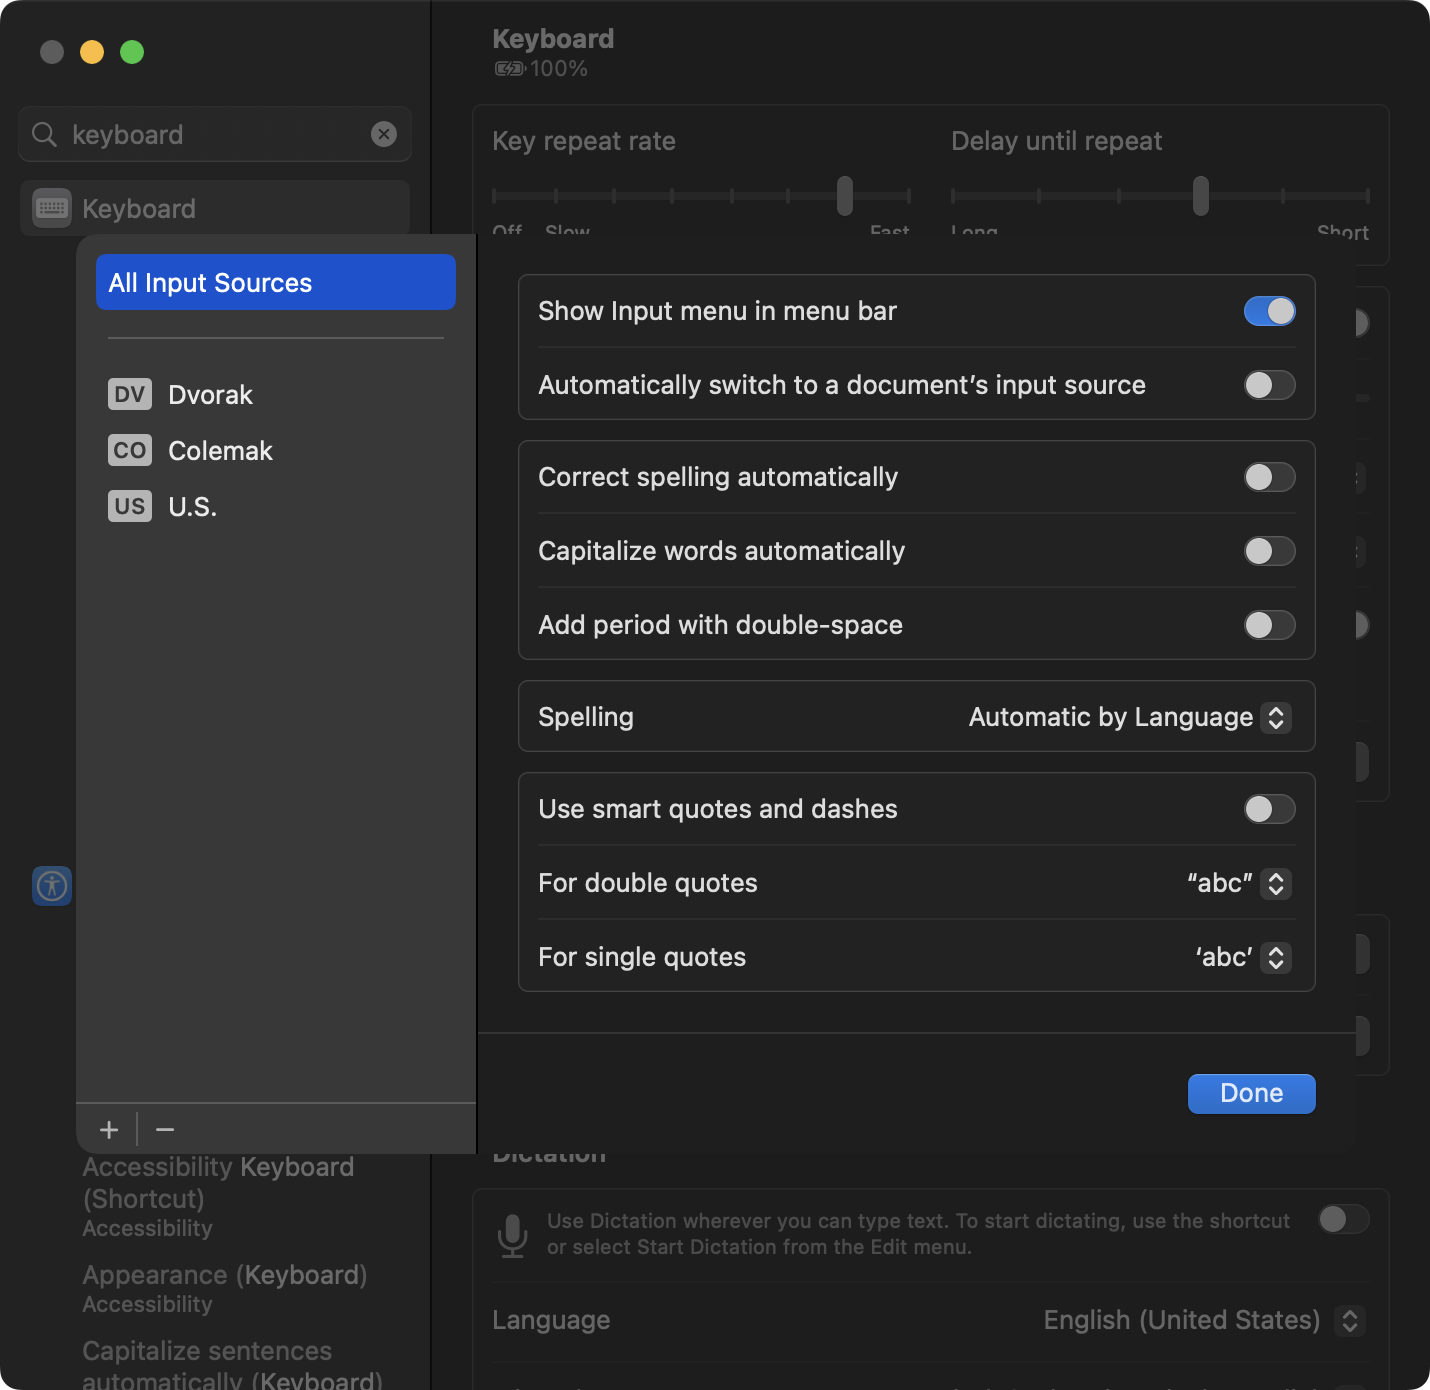 Keyboard
100%
keyboard
Key repeat rate
Delay until repeat
Keyboard
Off Slow Fast
Long Short
All Input Sources
DV Dvorak
CO Colemak
US U.S.
Show Input menu in menu bar
Automatically switch to a document’s input source
Correct spelling automatically
Capitalize words automatically
Add period with double-space
Spelling Automatic by Language
Use smart quotes and dashes
For double quotes “abc”
For single quotes ‘abc’
Done
Accessibility Keyboard
(Shortcut)
Accessibility
Appearance (Keyboard)
Accessibility
Capitalize sentences
automatically (Keyboard)
Dictation
Use Dictation wherever you can type text. To start dictating, use the shortcut
or select Start Dictation from the Edit menu.
Language English (United States)